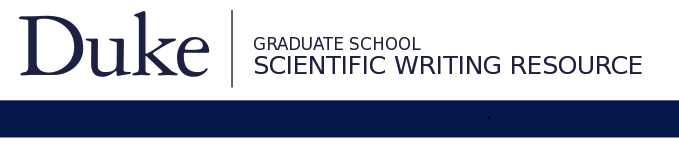 Duke
GRADUATE SCHOOL
SCIENTIFIC WRITING RESOURCE